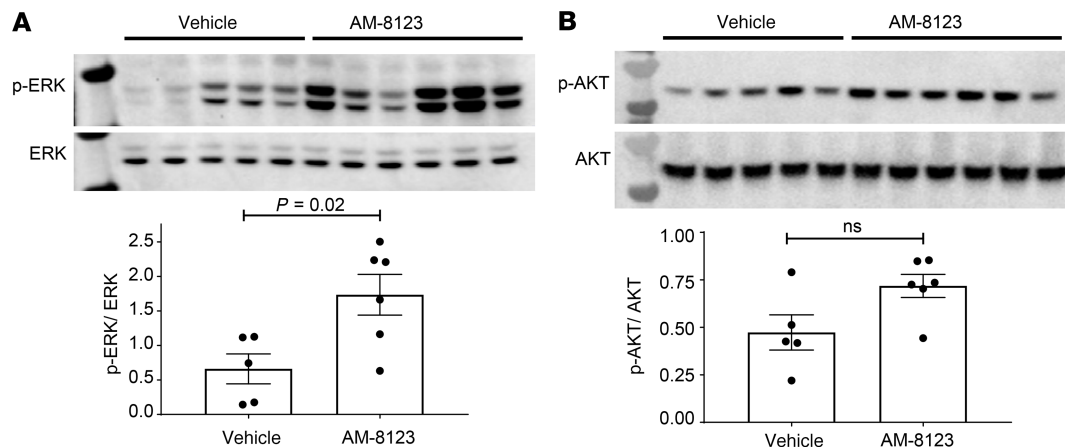 A
Vehicle AM-8123
p-ERK
ERK
P = 0.02
2.5
2.0
1.5
1.0
0.5
0.0
p-ERK/ ERK
Vehicle AM-8123
B
Vehicle AM-8123
p-AKT
AKT
ns
1.00
0.75
0.50
0.25
0.00
p-AKT/ AKT
Vehicle AM-8123